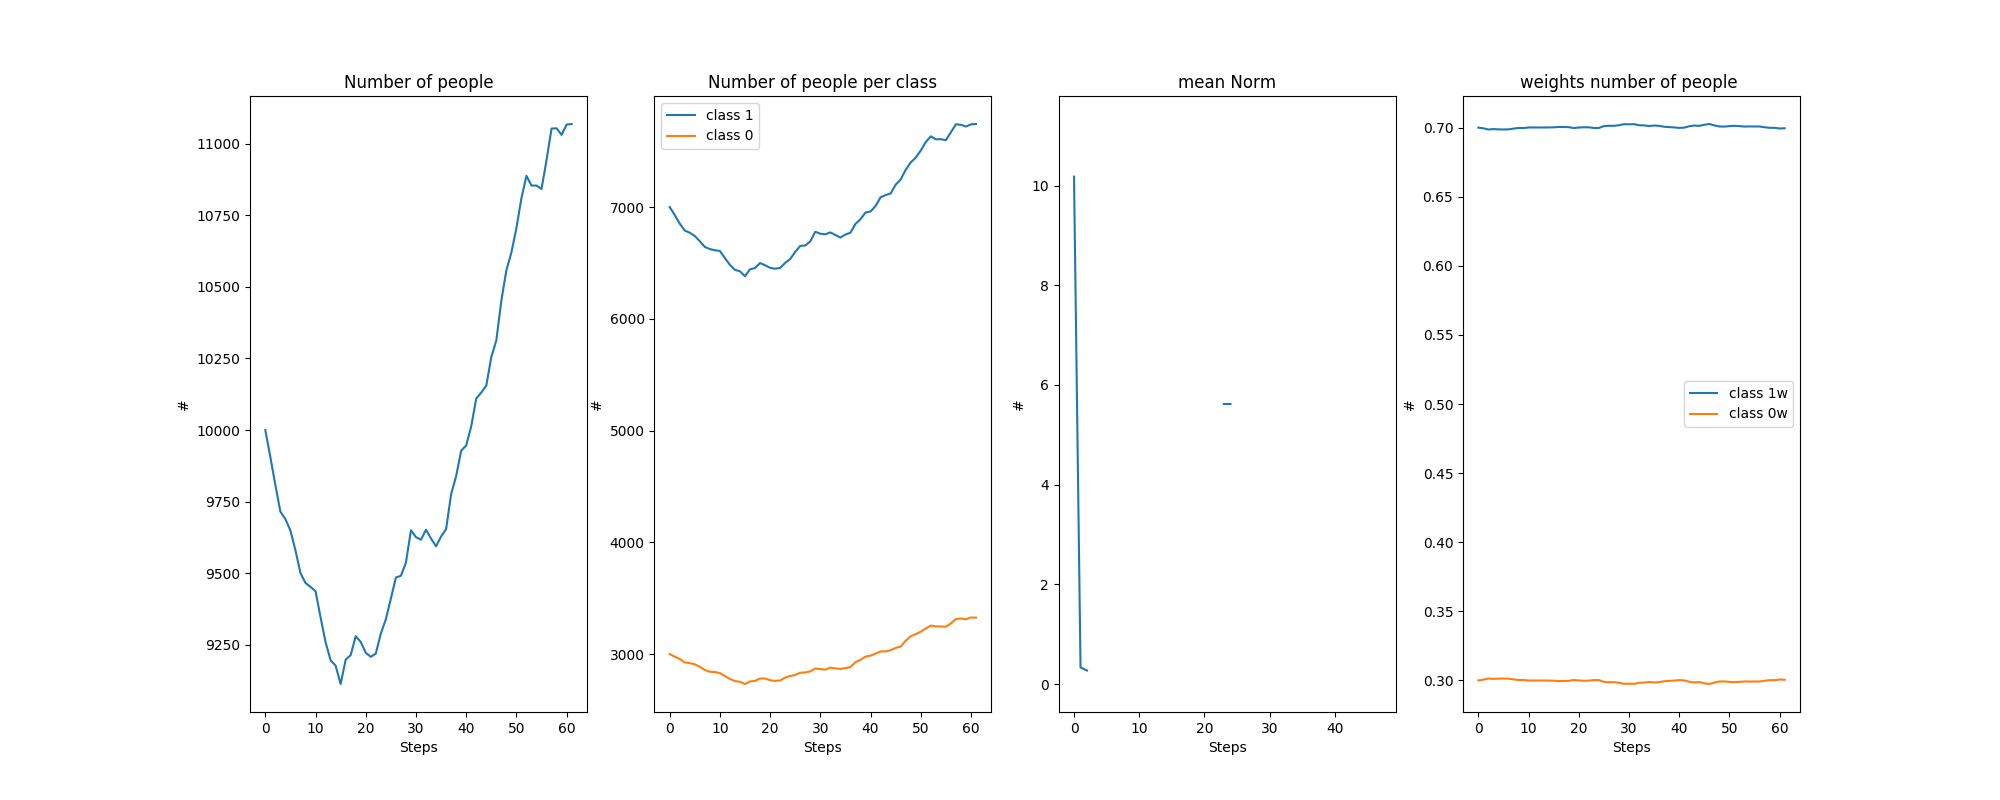 Number of people
11000
10750
10500
10250
10000
9750
9500
9250
#
0 10 20 30 40 50 60
Steps
Number of people per class
class 1
class 0
7000
6000
5000
4000
3000
#
0 10 20 30 40 50 60
Steps
mean Norm
10
8
6
4
2
0
#
0 10 20 30 40
Steps
weights number of people
0.70
0.65
0.60
0.55
0.50
0.45
0.40
0.35
0.30
#
class 1w
class 0w
0 10 20 30 40 50 60
Steps